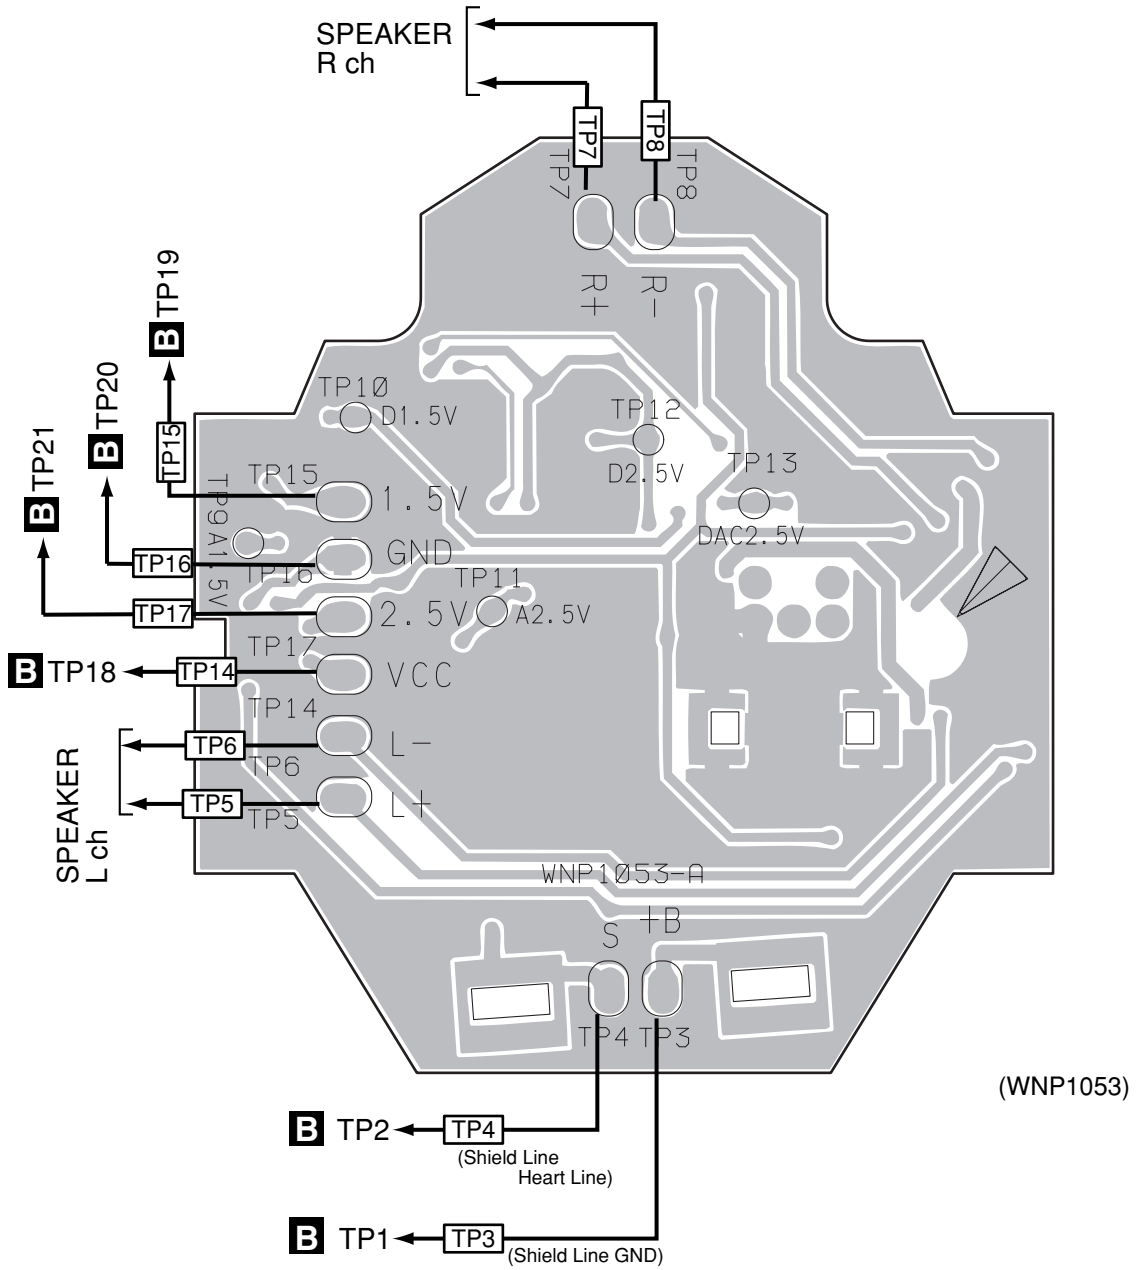 SPEAKER
R ch
TP7
TP8
TP7
TP8
R+
R-
B TP19
B TP20
B TP21
TP15
TP10
D1.5V
TP12
D2.5V
TP13
DAC2.5V
TP15
1.5V
TP9
A1.5V
TP16
GND
TP16
TP11
A2.5V
TP17
2.5V
TP17
B TP18
TP14
VCC
TP14
TP6
L-
TP6
SPEAKER
L ch
TP5
L+
TP5
WNP1053-A
S
+B
TP4
TP3
(WNP1053)
B TP2
TP4
(Shield Line
Heart Line)
B TP1
TP3
(Shield Line GND)